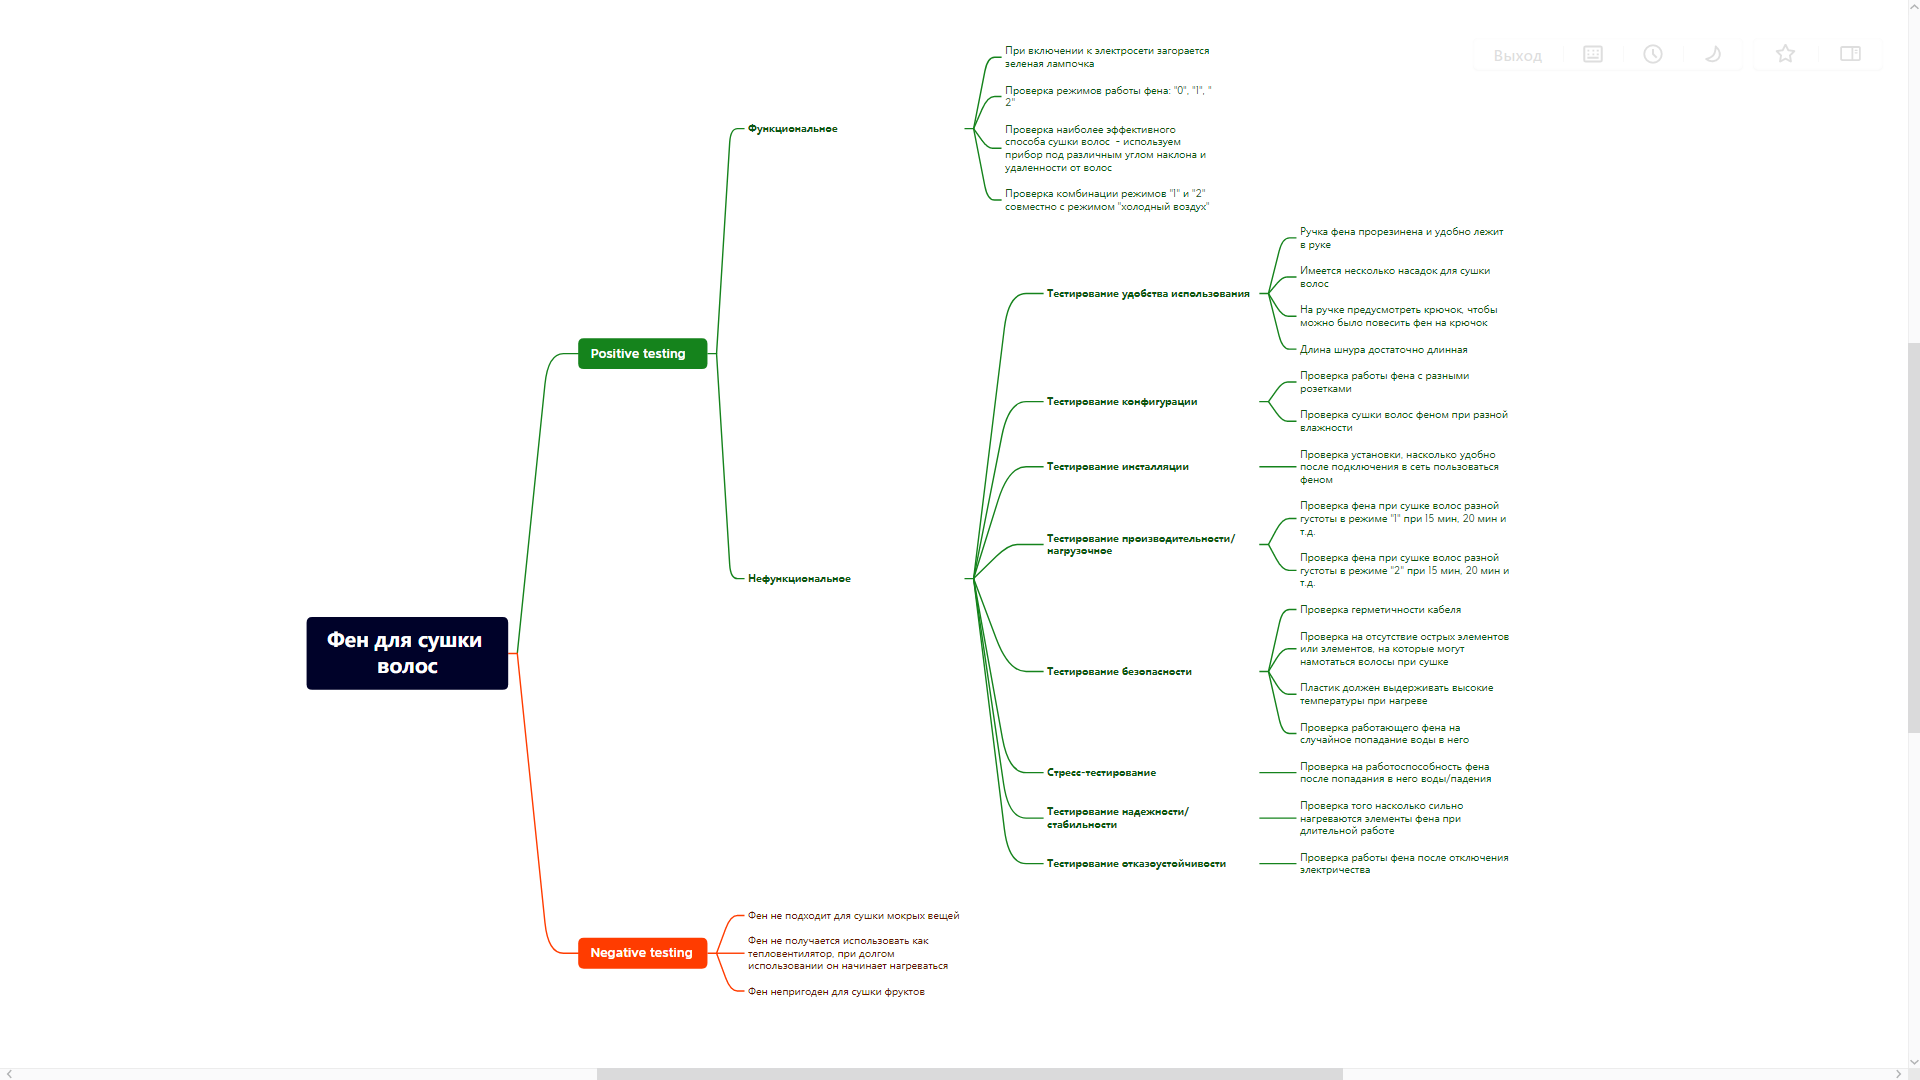 Выход
При включении к электросети загорается
зеленая лампочка
Проверка режимов работы фена: "0", "1", "
2"
Функциональное
Проверка наиболее эффективного
способа сушки волос - используем
прибор под различным углом наклона и
удаленности от волос
Проверка комбинации режимов "1" и "2"
совместно с режимом "холодный воздух"
Ручка фена прорезинена и удобно лежит
в руке
Имеется несколько насадок для сушки
волос
Тестирование удобства использования
На ручке предусмотреть крючок, чтобы
можно было повесить фен на крючок
Длина шнура достаточно длинная
Positive testing
Проверка работы фена с разными
розетками
Тестирование конфигурации
Проверка сушки волос феном при разной
влажности
Тестирование инсталляции
Проверка установки, насколько удобно
после подключения в сеть пользоваться
феном
Проверка фена при сушке волос разной
густоты в режиме "1" при 15 мин, 20 мин и
т.д.
Тестирование производительности/
нагрузочное
Проверка фена при сушке волос разной
густоты в режиме "2" при 15 мин, 20 мин и
т.д.
Нефункциональное
Проверка герметичности кабеля
Фен для сушки
волос
Проверка на отсутствие острых элементов
или элементов, на которые могут
намотаться волосы при сушке
Тестирование безопасности
Пластик должен выдерживать высокие
температуры при нагреве
Проверка работающего фена на
случайное попадание воды в него
Стресс-тестирование
Проверка на работоспособность фена
после попадания в него воды/падения
Тестирование надежности/
стабильности
Проверка того насколько сильно
нагреваются элементы фена при
длительной работе
Тестирование отказоустойчивости
Проверка работы фена после отключения
электричества
Negative testing
Фен не подходит для сушки мокрых вещей
Фен не получается использовать как
тепловентилятор, при долгом
использовании он начинает нагреваться
Фен непригоден для сушки фруктов